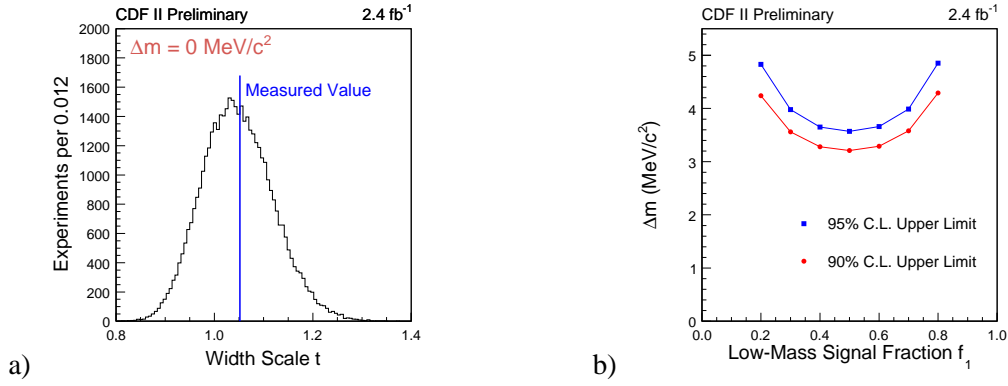 CDF II Preliminary 2.4 fb⁻¹
Δm = 0 MeV/c²
Measured Value
Experiments per 0.012
2000
1800
1600
1400
1200
1000
800
600
400
200
0
0.8 1.0 1.2 1.4
Width Scale t
a)
CDF II Preliminary 2.4 fb⁻¹
Δm (MeV/c²)
5
4
3
2
1
0
95% C.L. Upper Limit
90% C.L. Upper Limit
0.0 0.2 0.4 0.6 0.8 1.0
Low-Mass Signal Fraction f₁
b)